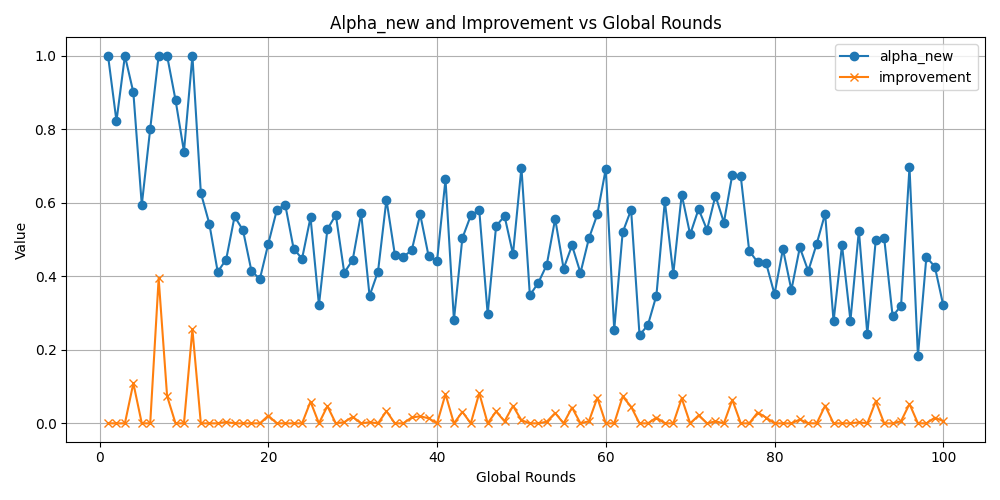 Alpha_new and Improvement vs Global Rounds
alpha_new
improvement
Value
1.0
0.8
0.6
0.4
0.2
0.0
0
20
40
60
80
100
Global Rounds